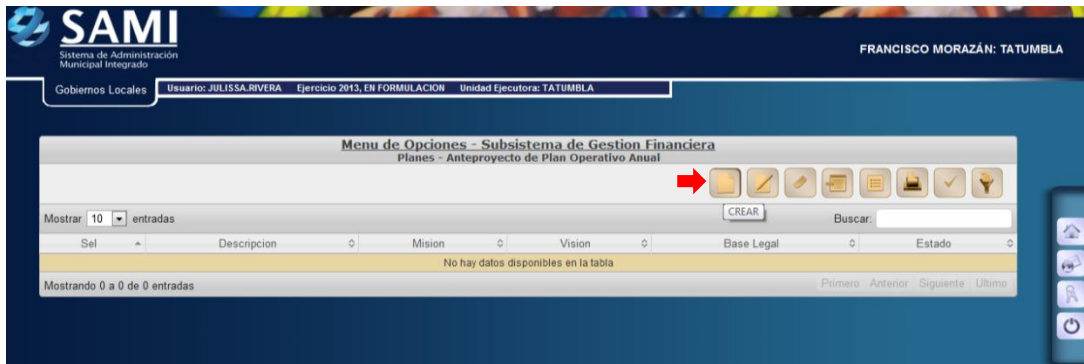 SAMI
Sistema de Administración
Municipal Integrado
FRANCISCO MORAZÁN: TATUMBLA
Gobiernos Locales
Usuario: JULISSA.RIVERA Ejercicio 2013, EN FORMULACION Unidad Ejecutora: TATUMBLA
Menu de Opciones - Subsistema de Gestion Financiera
Planes - Anteproyecto de Plan Operativo Anual
CREAR
Mostrar 10 entradas Buscar:
Sel Descripcion Mision Vision Base Legal Estado
No hay datos disponibles en la tabla
Mostrando 0 a 0 de 0 entradas Primero Anterior Siguiente Ultimo